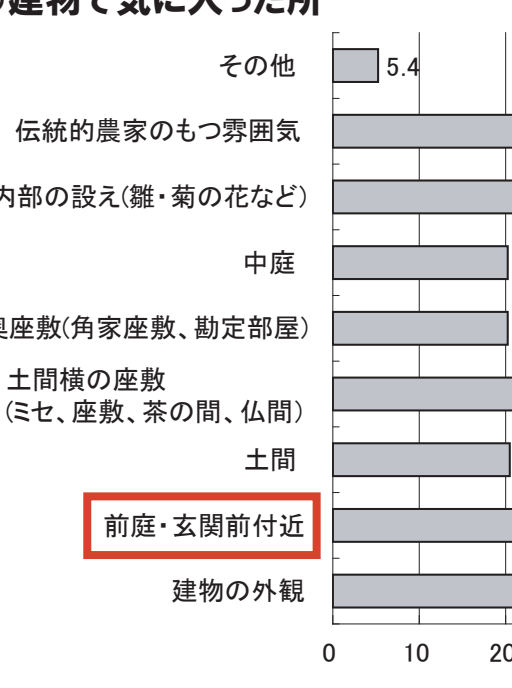 建物で気に入った所
その他
5.4
伝統的農家のもつ雰囲気
内部の設え(雛・菊の花など)
中庭
奥座敷(角家座敷、勘定部屋)
土間横の座敷
(ミセ、座敷、茶の間、仏間)
土間
前庭・玄関前付近
建物の外観
0 10 20